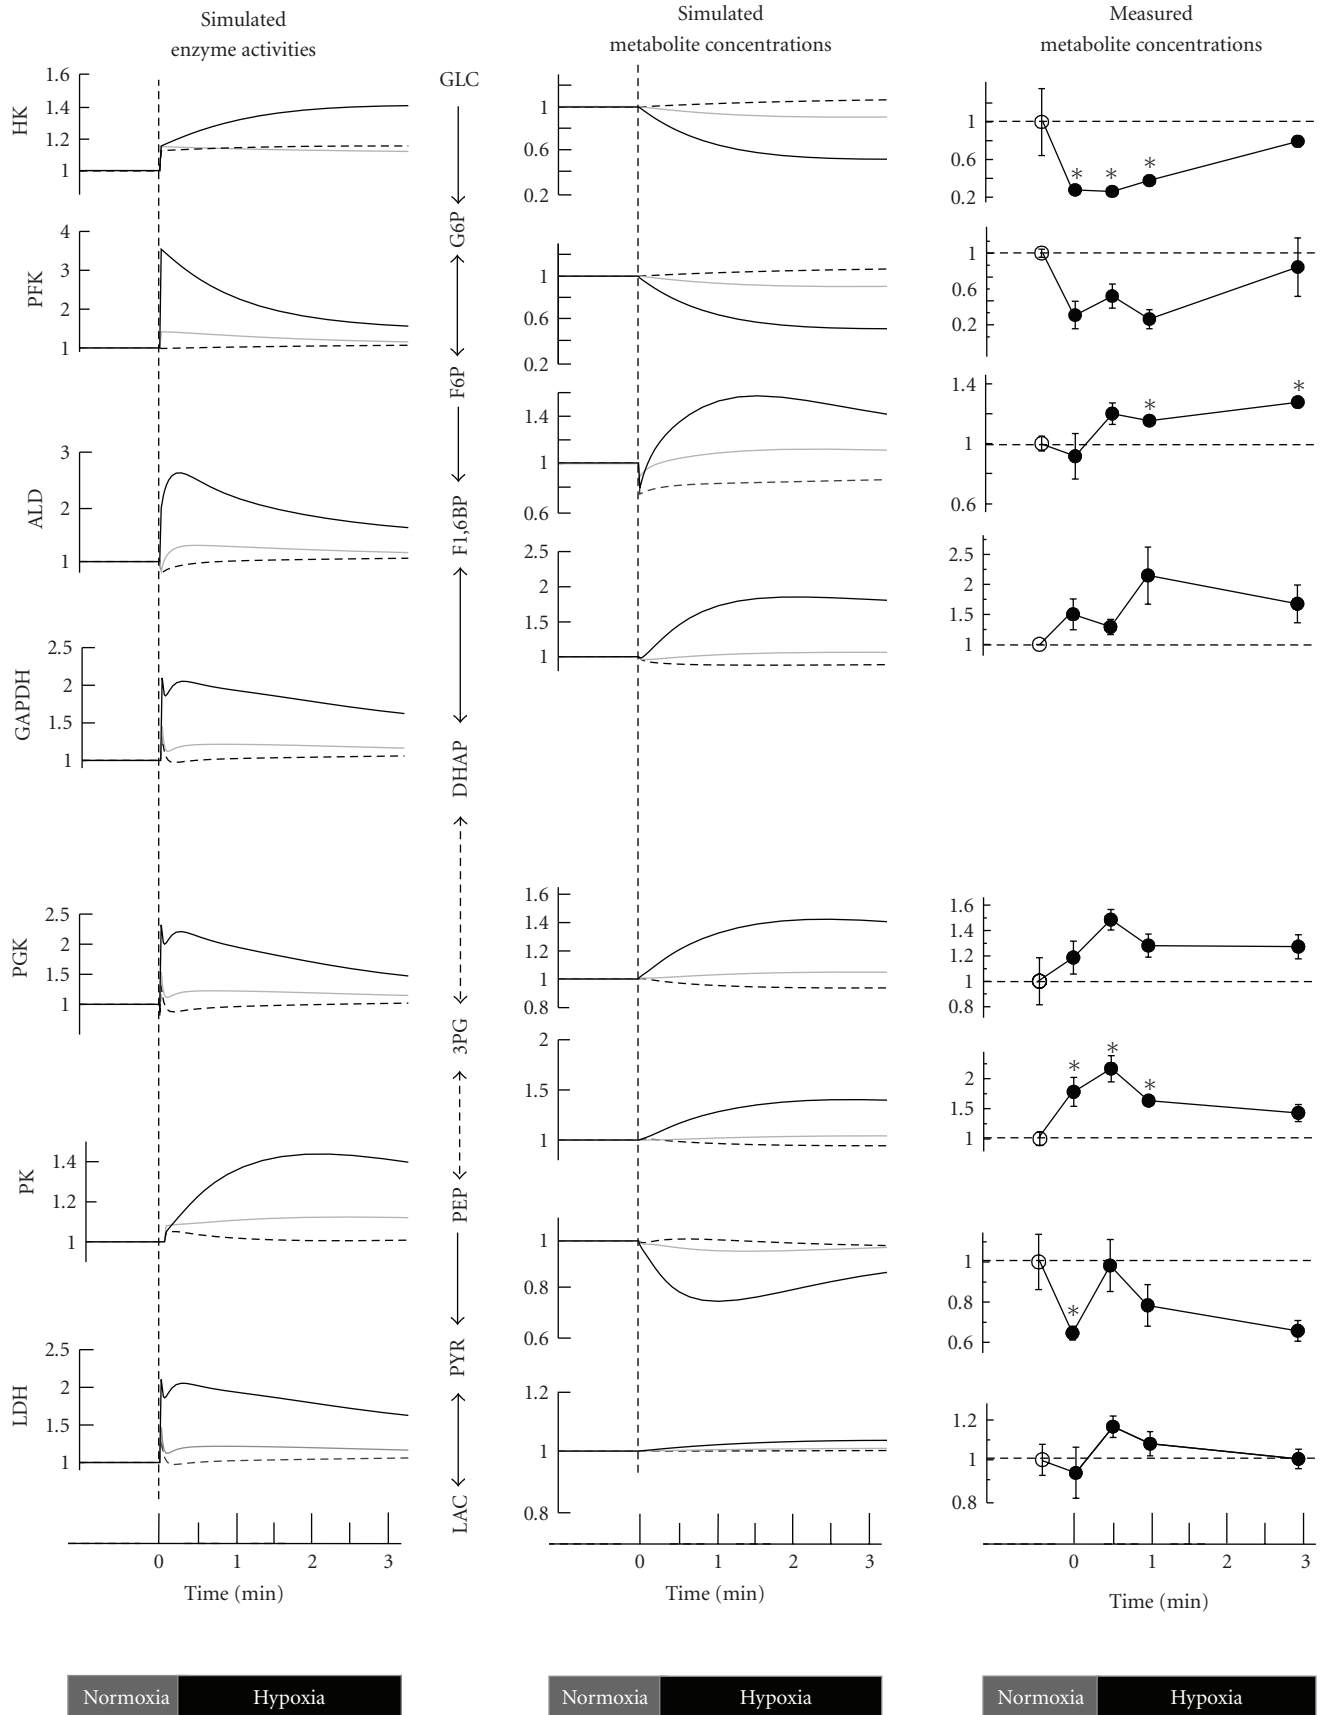 Simulated
enzyme activities
Simulated
metabolite concentrations
Measured
metabolite concentrations
HK
1.6
1.4
1.2
1
PFK
4
3
2
1
ALD
3
2
1
GAPDH
2.5
2
1.5
1
PGK
2.5
2
1.5
1
PK
1.4
1.2
1
LDH
2.5
2
1.5
1
0 1 2 3
Time (min)
Normoxia Hypoxia
GLC
G6P
F6P
F1,6BP
DHAP
3PG
PEP
PYR
LAC
1
0.6
0.2
1
0.6
0.2
1.4
1
0.6
2.5
2
1.5
1
1.6
1.4
1.2
1
0.8
2
1.5
1
1
0.8
0.6
1.2
1
0.8
0 1 2 3
Time (min)
Normoxia Hypoxia
1
0.6
0.2
* * *
1
0.6
0.2
1.4
1
0.6
* *
2.5
2
1.5
1
1.6
1.4
1.2
1
0.8
2
1.5
1
* * *
1
0.8
0.6
*
1.2
1
0.8
0 1 2 3
Time (min)
Normoxia Hypoxia